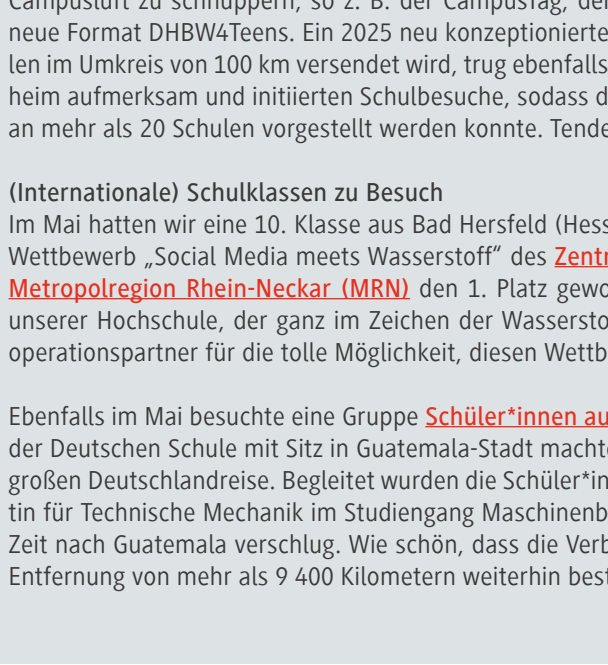 Campusluft zu schnuppern, so z. B. der Campustag, der
neue Format DHBW4Teens. Ein 2025 neu konzeptionierte
len im Umkreis von 100 km versendet wird, trug ebenfalls
heim aufmerksam und initiierten Schulbesuche, sodass d
an mehr als 20 Schulen vorgestellt werden konnte. Tende
(Internationale) Schulklassen zu Besuch
Im Mai hatten wir eine 10. Klasse aus Bad Hersfeld (Hess
Wettbewerb „Social Media meets Wasserstoff“ des Zentr
Metropolregion Rhein-Neckar (MRN) den 1. Platz gewo
unserer Hochschule, der ganz im Zeichen der Wassersto
operationspartner für die tolle Möglichkeit, diesen Wettb
Ebenfalls im Mai besuchte eine Gruppe Schüler*innen au
der Deutschen Schule mit Sitz in Guatemala-Stadt machte
großen Deutschlandreise. Begleitet wurden die Schüler*in
tin für Technische Mechanik im Studiengang Maschinenb
Zeit nach Guatemala verschlug. Wie schön, dass die Verb
Entfernung von mehr als 9 400 Kilometern weiterhin best